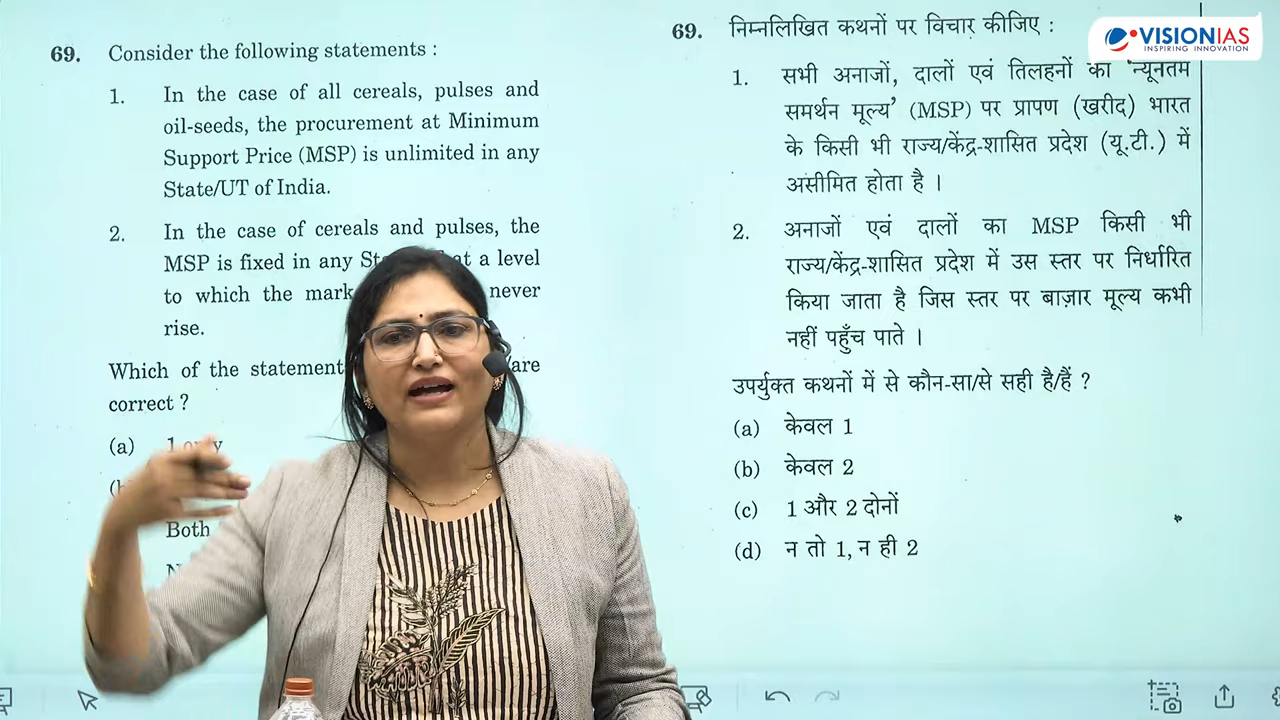 69. Consider the following statements :
1. In the case of all cereals, pulses and
oil-seeds, the procurement at Minimum
Support Price (MSP) is unlimited in any
State/UT of India.
2. In the case of cereals and pulses, the
MSP is fixed in any at a level
to which the never
rise.
Which of the are
correct ?
(a) 1 only
Both
69. निम्नलिखित कथनों पर विचार कीजिए :
1. सभी अनाजों, दालों एवं तिलहनों का 'न्यूनतम
समर्थन मूल्य' (MSP) पर प्रापण (खरीद) भारत
के किसी भी राज्य/केंद्र-शासित प्रदेश (यू.टी.) में
असीमित होता है ।
2. अनाजों एवं दालों का MSP किसी भी
राज्य/केंद्र-शासित प्रदेश में उस स्तर पर निर्धारित
किया जाता है जिस स्तर पर बाज़ार मूल्य कभी
नहीं पहुँच पाते ।
उपर्युक्त कथनों में से कौन-सा/से सही है/हैं ?
(a) केवल 1
(b) केवल 2
(c) 1 और 2 दोनों
(d) न तो 1, न ही 2
VISIONIAS
INSPIRING INNOVATION